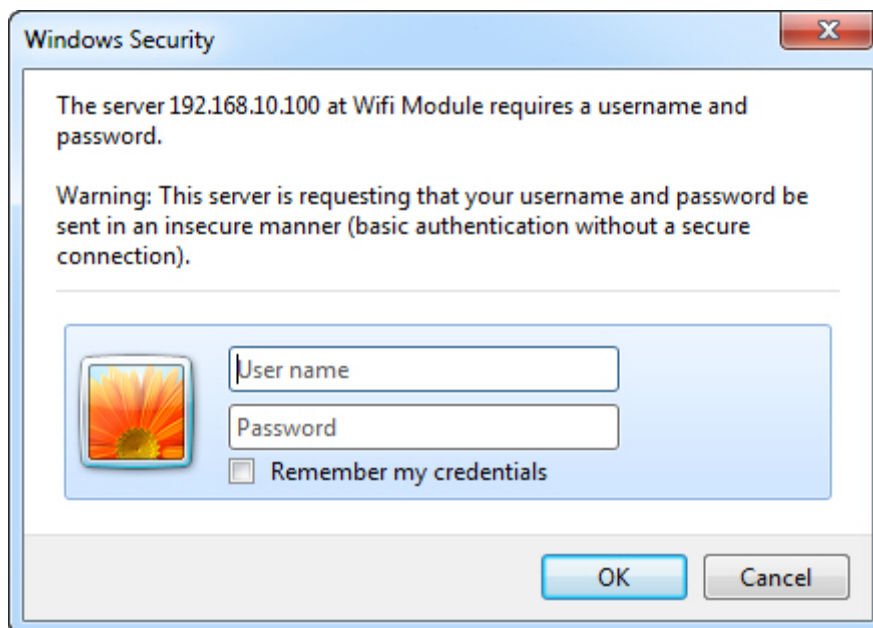 Windows Security
The server 192.168.10.100 at Wifi Module requires a username and
password.
Warning: This server is requesting that your username and password be
sent in an insecure manner (basic authentication without a secure
connection).
User name
Password
Remember my credentials
OK
Cancel